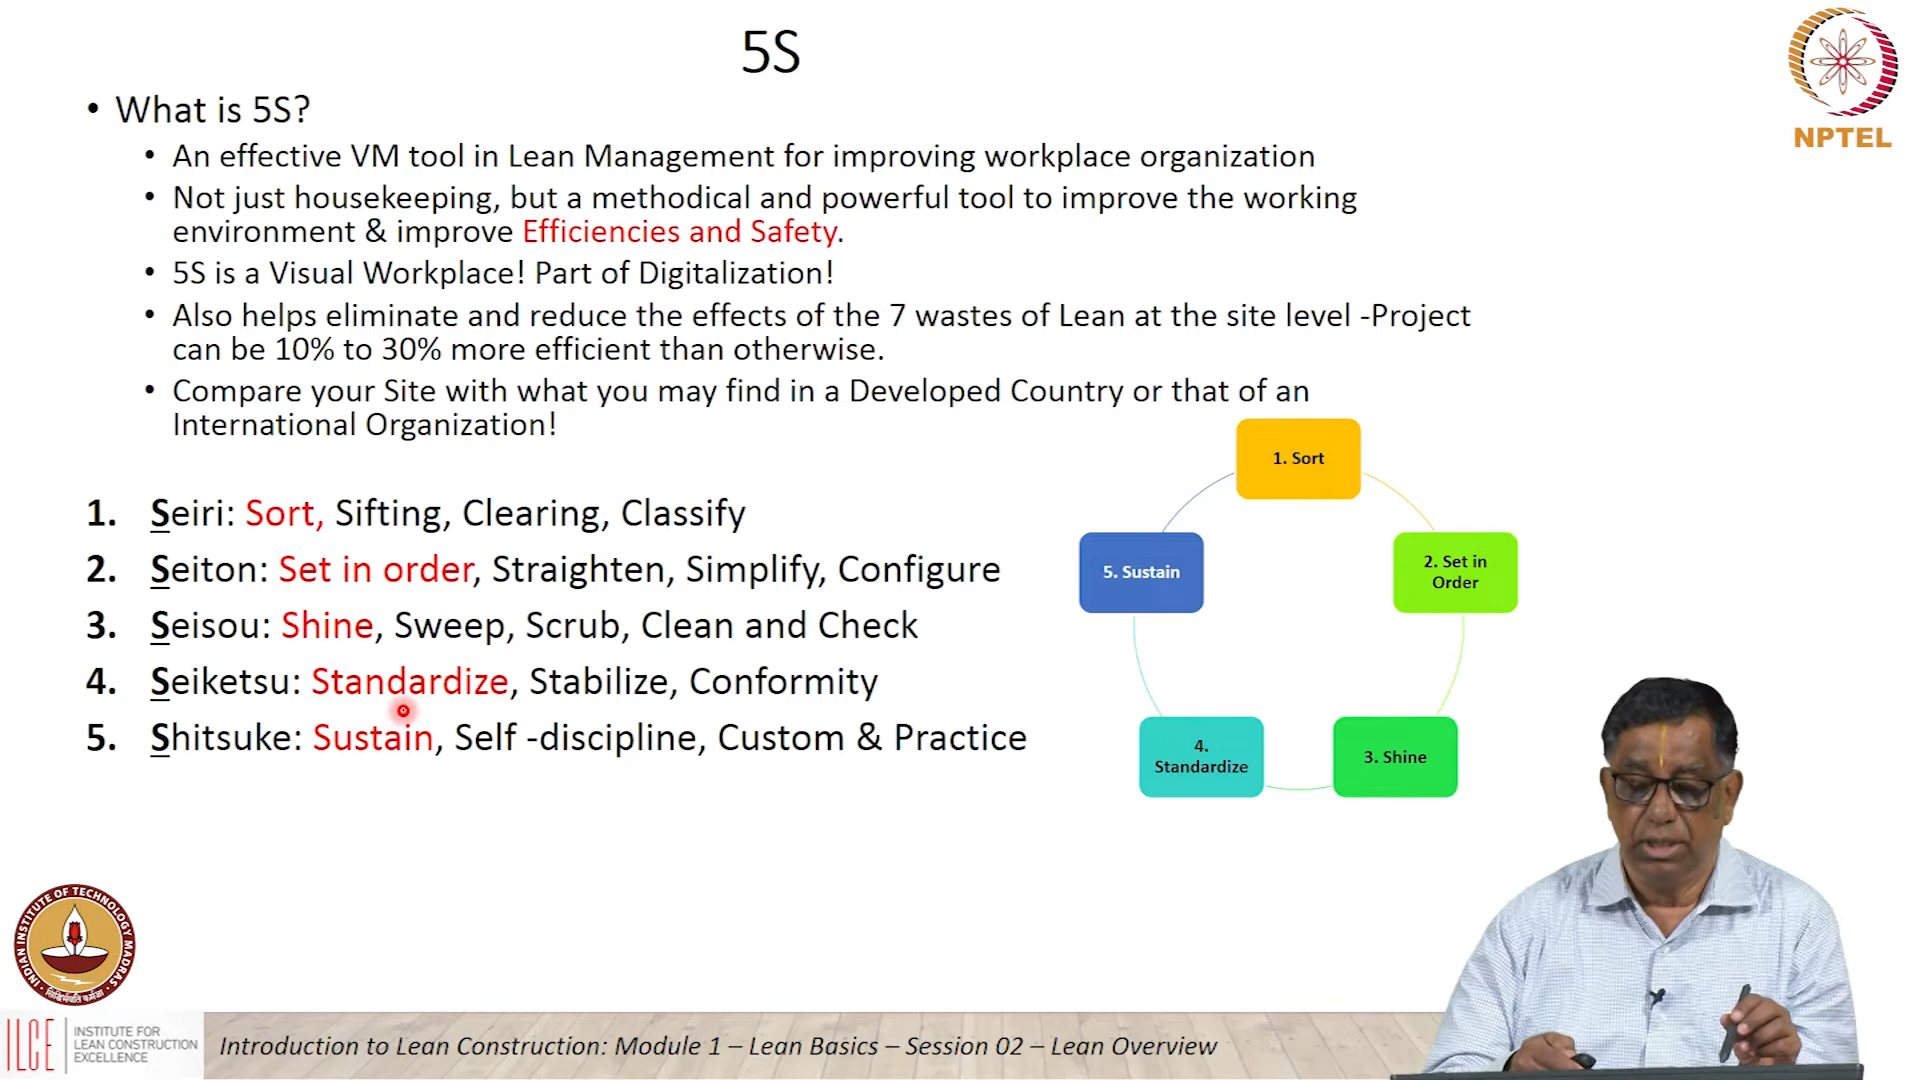 5S
NPTEL
• What is 5S?
• An effective VM tool in Lean Management for improving workplace organization
• Not just housekeeping, but a methodical and powerful tool to improve the working
environment & improve Efficiencies and Safety.
• 5S is a Visual Workplace! Part of Digitalization!
• Also helps eliminate and reduce the effects of the 7 wastes of Lean at the site level -Project
can be 10% to 30% more efficient than otherwise.
• Compare your Site with what you may find in a Developed Country or that of an
International Organization!
1. Seiri: Sort, Sifting, Clearing, Classify
2. Seiton: Set in order, Straighten, Simplify, Configure
3. Seisou: Shine, Sweep, Scrub, Clean and Check
4. Seiketsu: Standardize, Stabilize, Conformity
5. Shitsuke: Sustain, Self -discipline, Custom & Practice
1. Sort
2. Set in
Order
3. Shine
4.
Standardize
5. Sustain
INDIAN INSTITUTE OF TECHNOLOGY MADRAS
ILCE
INSTITUTE FOR
LEAN CONSTRUCTION
EXCELLENCE
Introduction to Lean Construction: Module 1 – Lean Basics – Session 02 – Lean Overview